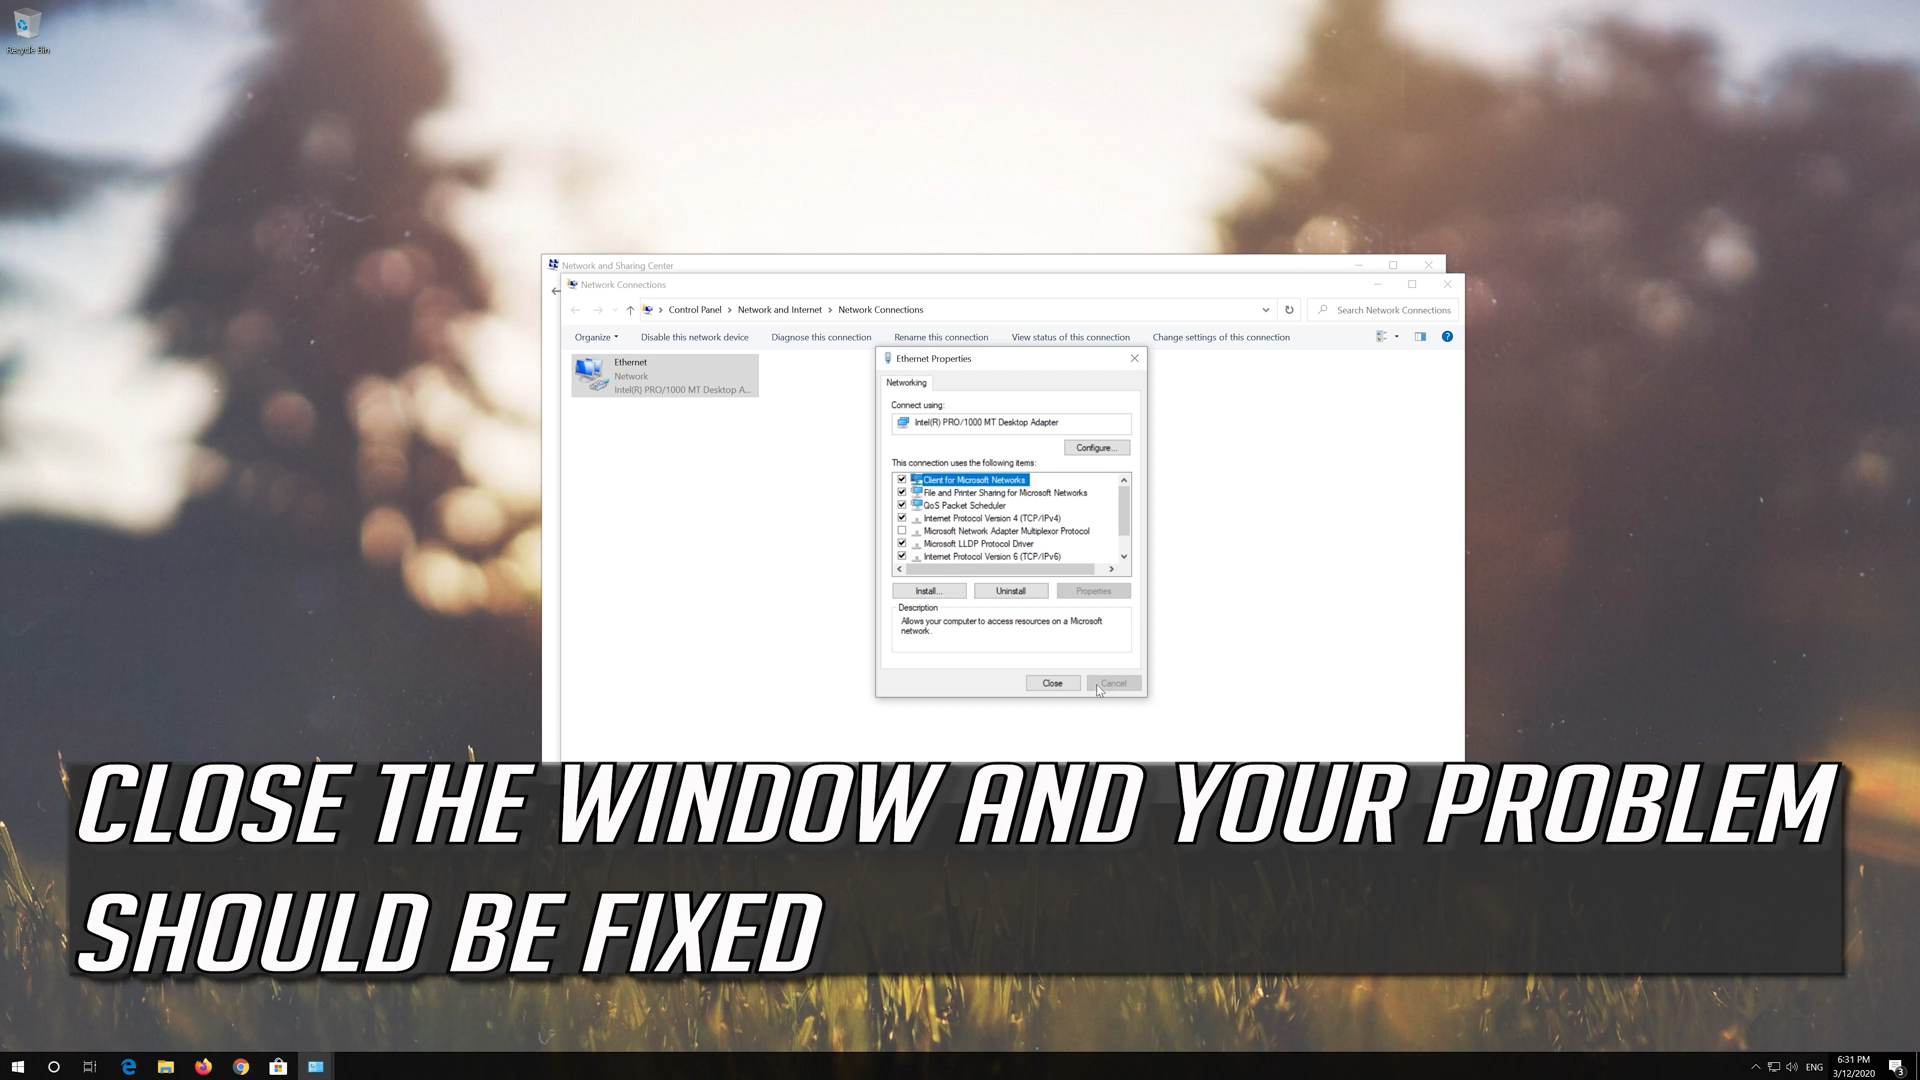 Recycle Bin
Network and Sharing Center
Network Connections
Control Panel > Network and Internet > Network Connections
Search Network Connections
Organize
Disable this network device
Diagnose this connection
Rename this connection
View status of this connection
Change settings of this connection
Ethernet
Network
Intel(R) PRO/1000 MT Desktop A...
Ethernet Properties
Networking
Connect using:
Intel(R) PRO/1000 MT Desktop Adapter
Configure...
This connection uses the following items:
Client for Microsoft Networks
File and Printer Sharing for Microsoft Networks
QoS Packet Scheduler
Internet Protocol Version 4 (TCP/IPv4)
Microsoft Network Adapter Multiplexor Protocol
Microsoft LLDP Protocol Driver
Internet Protocol Version 6 (TCP/IPv6)
Install...
Uninstall
Properties
Description
Allows your computer to access resources on a Microsoft
network.
Close
Cancel
CLOSE THE WINDOW AND YOUR PROBLEM
SHOULD BE FIXED
ENG
6:31 PM
3/12/2020
3